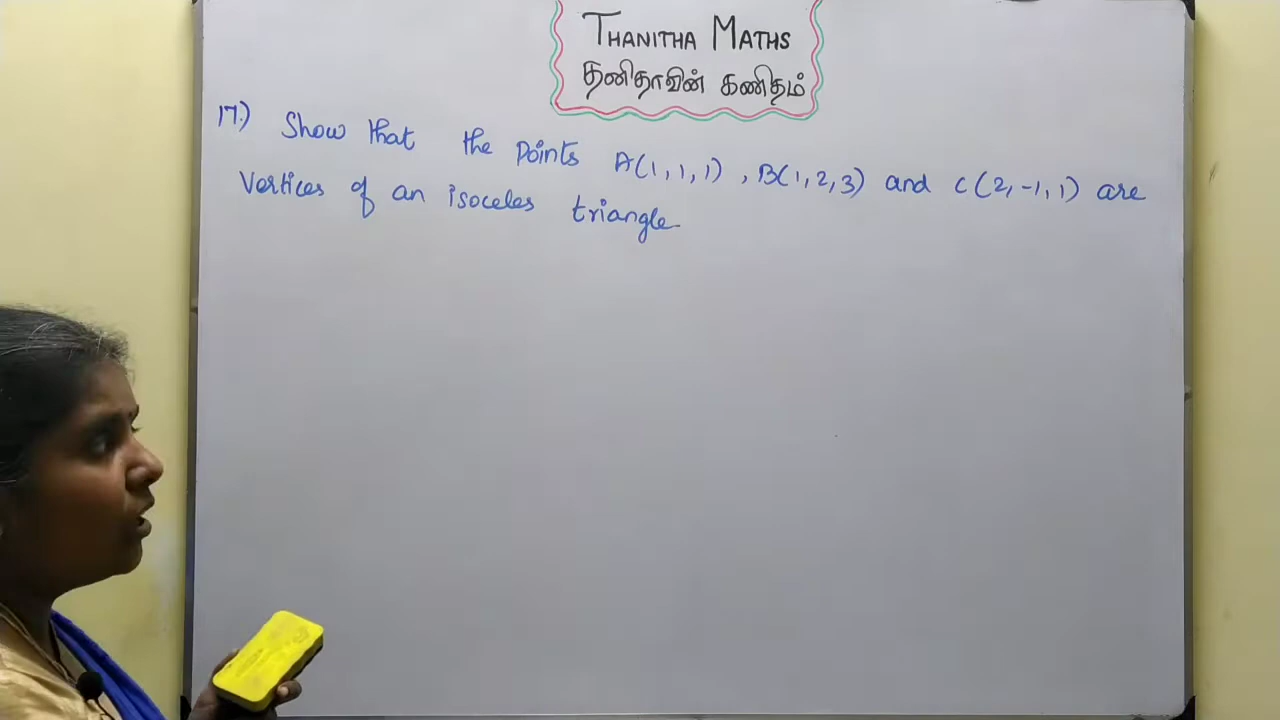 THANITHA MATHS
தனிதாவின் கணிதம்
17.) Show that the points A(1, 1, 1) , B(1, 2, 3) and C(2, -1, 1) are
Vertices of an isoceles triangle